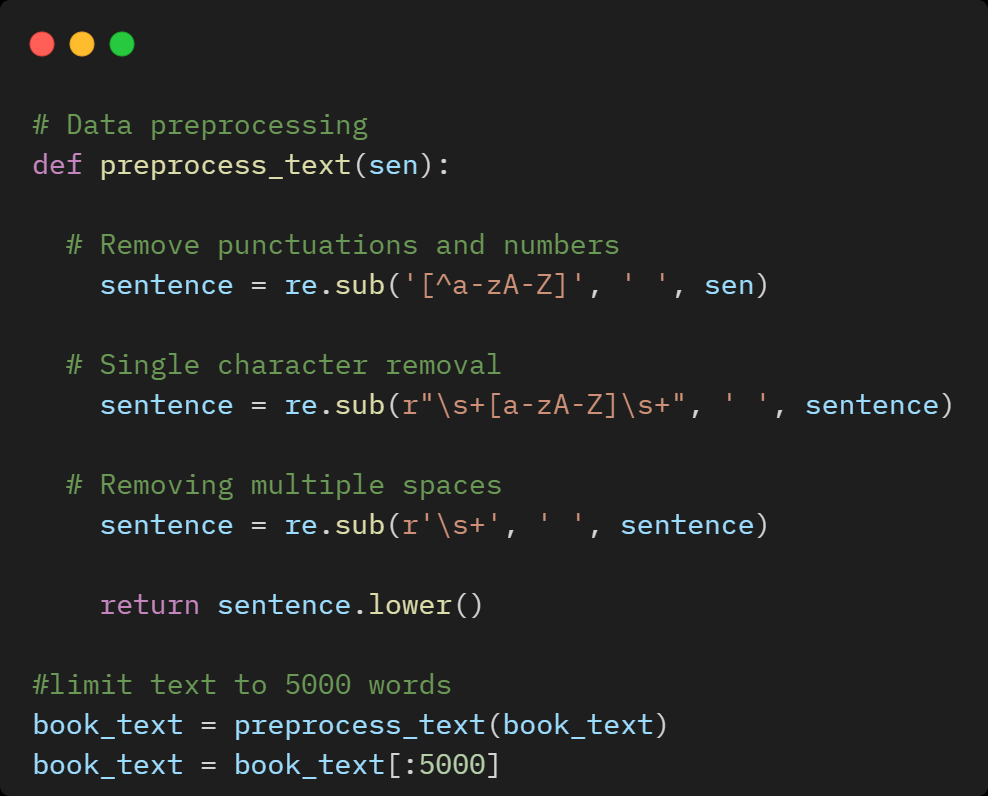 # Data preprocessing
def preprocess_text(sen):
  # Remove punctuations and numbers
    sentence = re.sub('[^a-zA-Z]', ' ', sen)
  # Single character removal
    sentence = re.sub(r"\s+[a-zA-Z]\s+", ' ', sentence)
  # Removing multiple spaces
    sentence = re.sub(r'\s+', ' ', sentence)
    return sentence.lower()
#limit text to 5000 words
book_text = preprocess_text(book_text)
book_text = book_text[:5000]